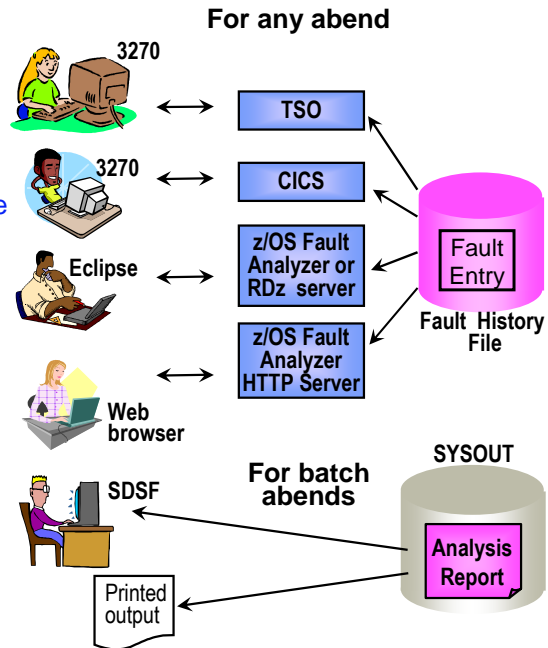 For any abend
3270
TSO
3270
CICS
e
Eclipse
z/OS Fault
Analyzer or
RDz server
Fault
Entry
Fault History
File
z/OS Fault
Analyzer
HTTP Server
Web
browser
SYSOUT
SDSF
For batch
abends
Analysis
Report
Printed
output